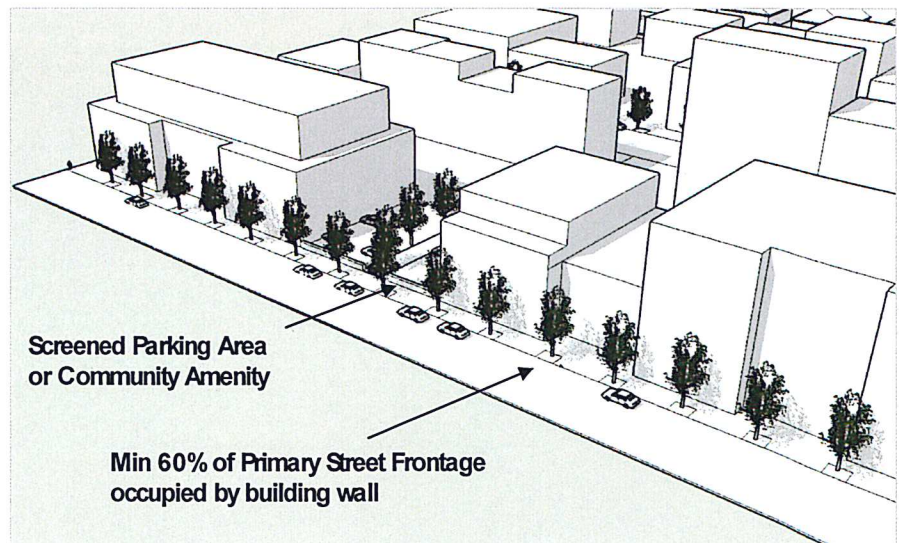 Screened Parking Area
or Community Amenity
Min 60% of Primary Street Frontage
occupied by building wall